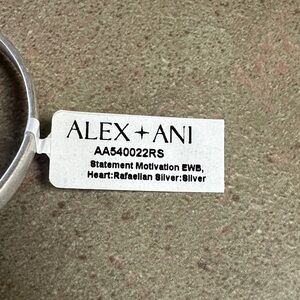 ALEX + ANI
AA540022RS
Statement Motivation EWB,
Heart:Rafaelian Silver:Silver